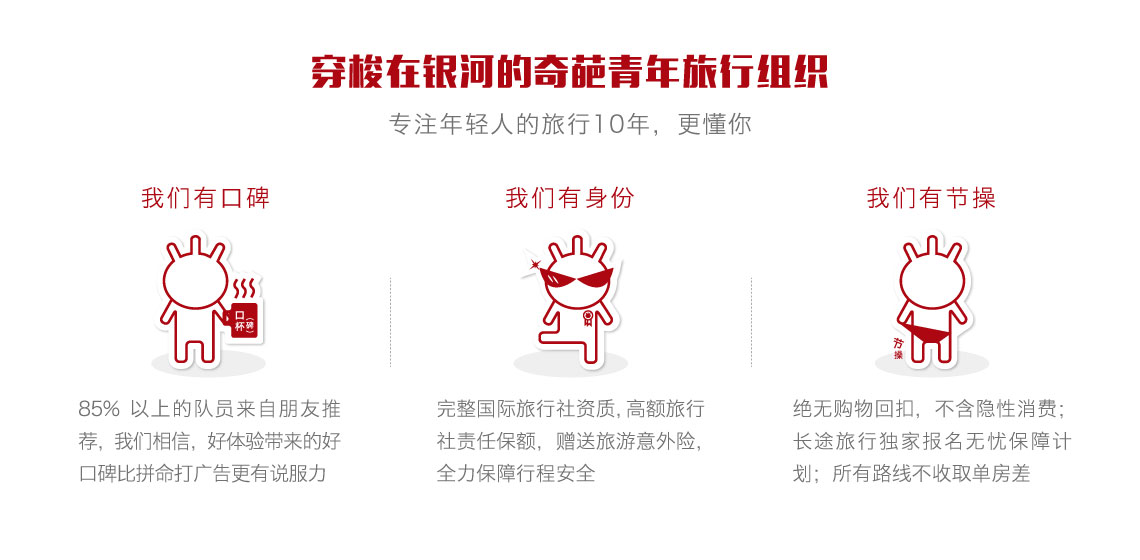 穿梭在银河的奇葩青年旅行组织
专注年轻人的旅行10年，更懂你
我们有口碑
口杯
（碑）
85% 以上的队员来自朋友推
荐，我们相信，好体验带来的好
口碑比拼命打广告更有说服力
我们有身份
完整国际旅行社资质，高额旅行
社责任保额，赠送旅游意外险，
全力保障行程安全
我们有节操
节操
绝无购物回扣，不含隐性消费；
长途旅行独家报名无忧保障计
划；所有路线不收取单房差